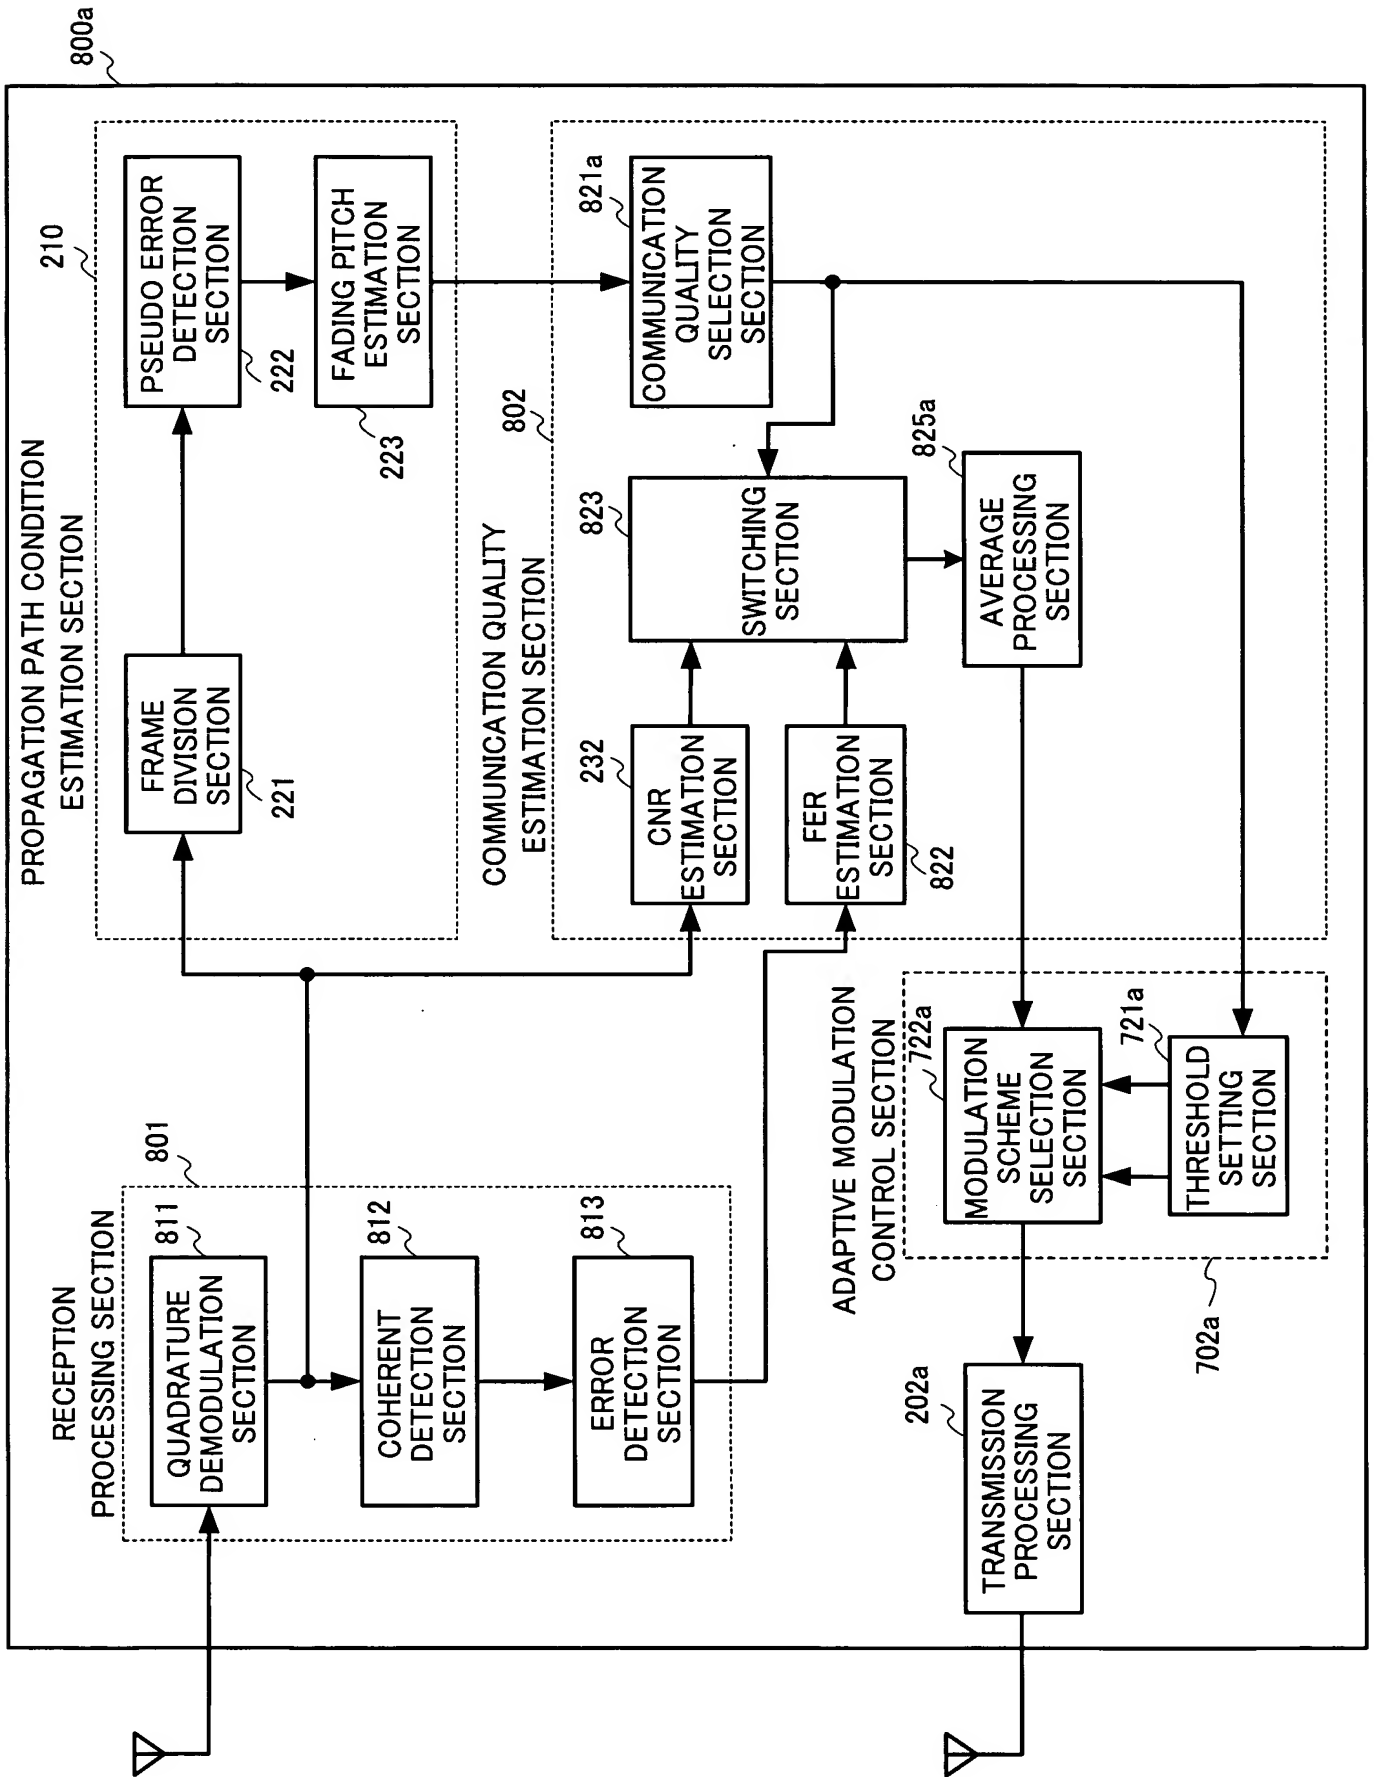 800a
PROPAGATION PATH CONDITION
ESTIMATION SECTION
210
FRAME
DIVISION
SECTION
221
PSEUDO ERROR
DETECTION
SECTION
222
FADING PITCH
ESTIMATION
SECTION
223
RECEPTION
PROCESSING SECTION
801
QUADRATURE
DEMODULATION
SECTION
811
COHERENT
DETECTION
SECTION
812
ERROR
DETECTION
SECTION
813
COMMUNICATION QUALITY
ESTIMATION SECTION
802
CNR
ESTIMATION
SECTION
232
FER
ESTIMATION
SECTION
822
SWITCHING
SECTION
823
COMMUNICATION
QUALITY
SELECTION
SECTION
821a
AVERAGE
PROCESSING
SECTION
825a
ADAPTIVE MODULATION
CONTROL SECTION
702a
MODULATION
SCHEME
SELECTION
SECTION
722a
THRESHOLD
SETTING
SECTION
721a
TRANSMISSION
PROCESSING
SECTION
202a